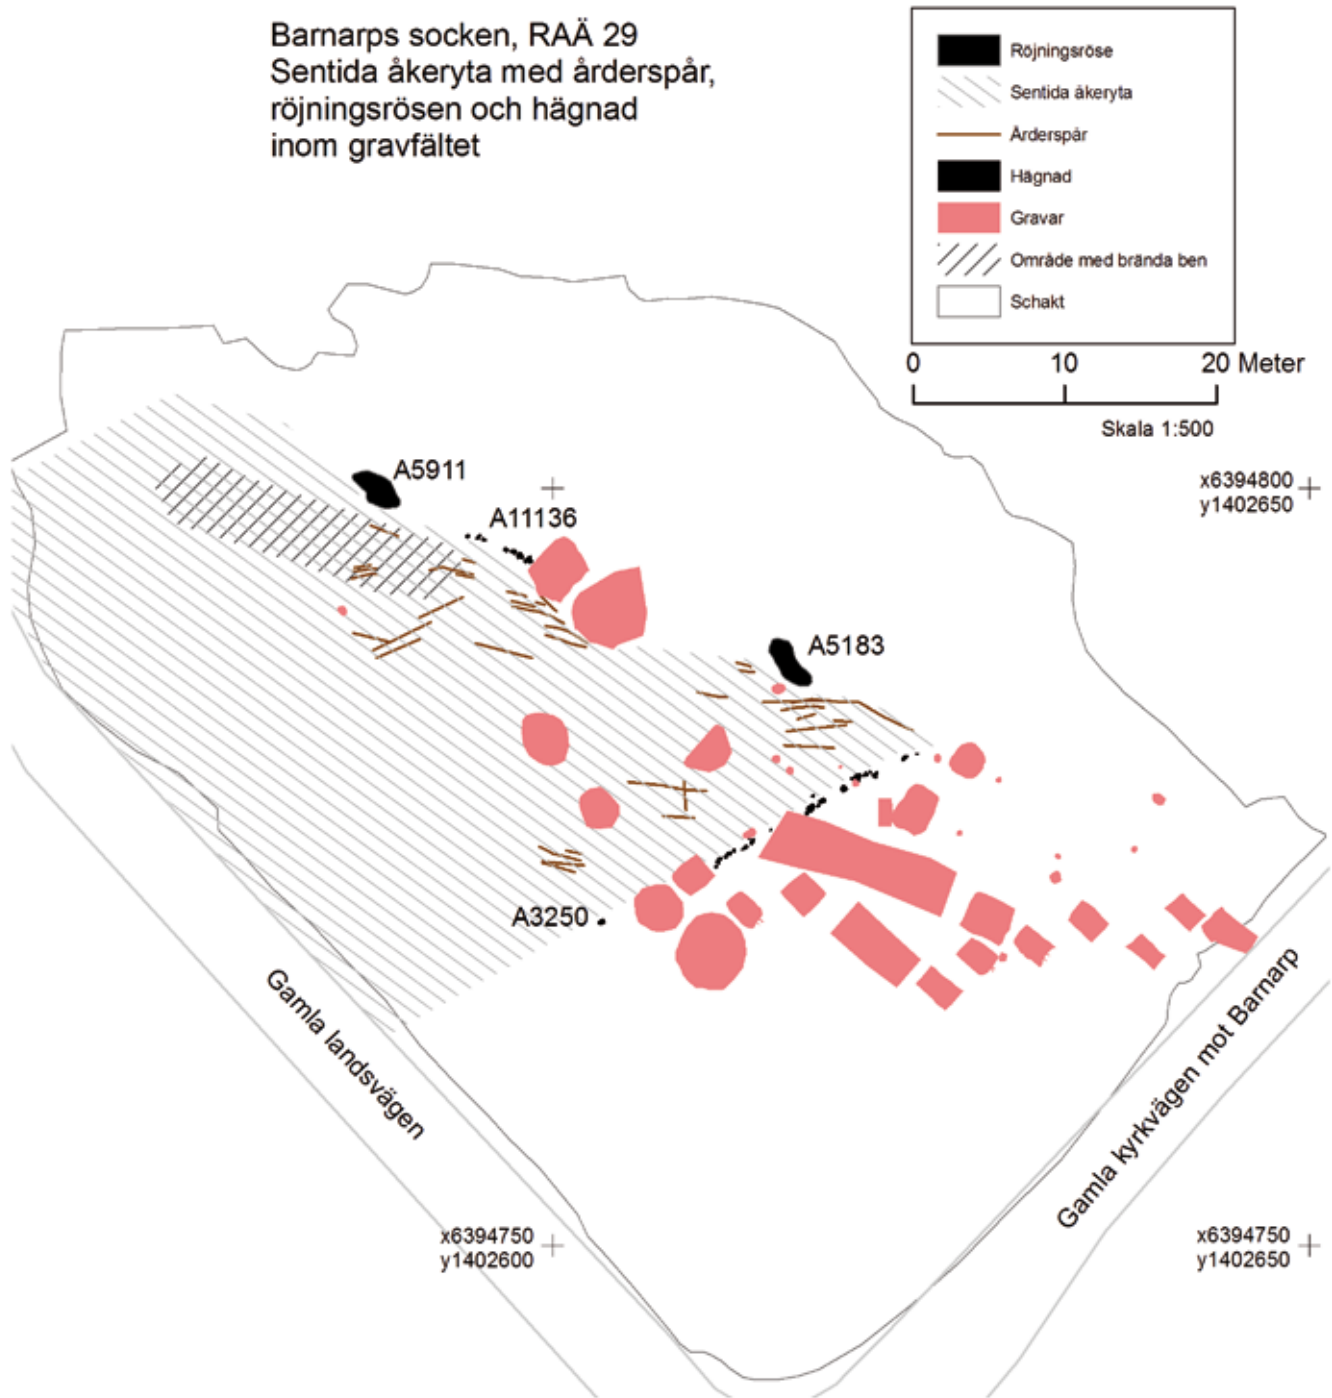 Barnarps socken, RAÄ 29
Sentida åkeryta med årderspår,
röjningsrösen och hägnad
inom gravfältet
Röjningsröse
Sentida åkeryta
Årderspår
Hägnad
Gravar
Område med brända ben
Schakt
0 10 20 Meter
Skala 1:500
x6394800
y1402650
A5911
A11136
A5183
A3250
Gamla landsvägen
Gamla kyrkvägen mot Barnarp
x6394750
y1402600
x6394750
y1402650